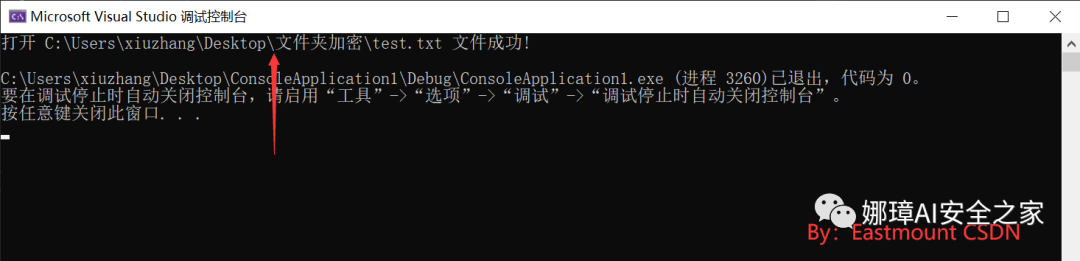 Microsoft Visual Studio 调试控制台
打开 C:\Users\xiuzhang\Desktop\文件夹加密\test.txt 文件成功!
C:\Users\xiuzhang\Desktop\ConsoleApplication1\Debug\ConsoleApplication1.exe (进程 3260)已退出，代码为 0。
要在调试停止时自动关闭控制台，请启用“工具”->“选项”->“调试”->“调试停止时自动关闭控制台”。
按任意键关闭此窗口. . .
娜璋AI安全之家
By：Eastmount CSDN